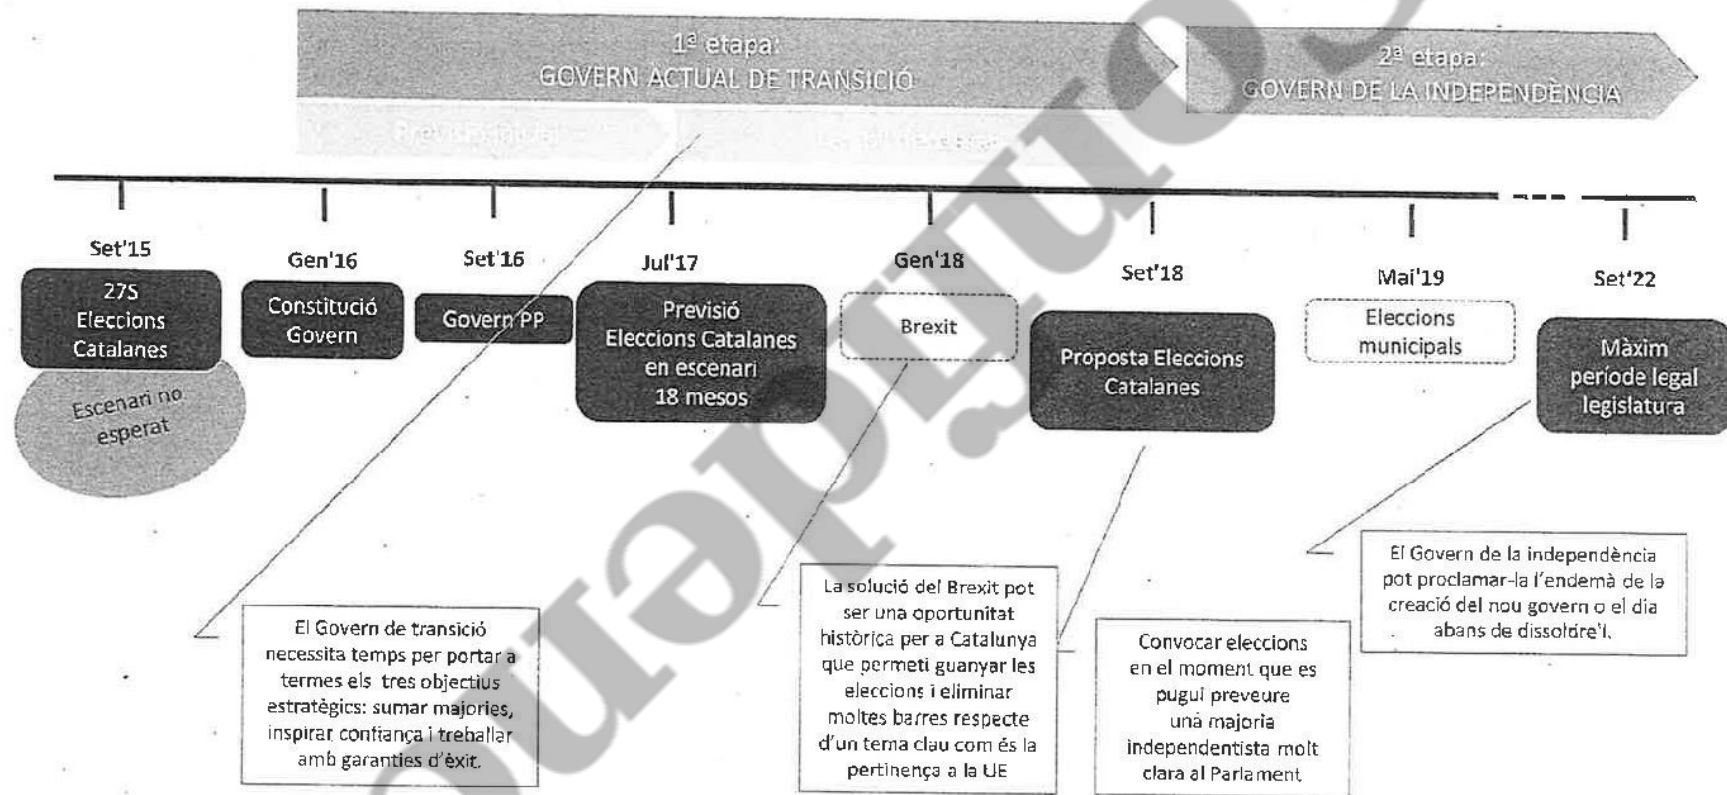 1ª etapa:
GOVERN ACTUAL DE TRANSICIÓ
2ª etapa:
GOVERN DE LA INDEPENDÈNCIA
Set'15
Gen'16
Set'16
Jul'17
Gen'18
Set'18
Mai'19
Set'22
27S
Eleccions
Catalanes
Escenari no
esperat
Constitució
Govern
Govern PP
Previsió
Eleccions Catalanes
en escenari
18 mesos
Brexit
Proposta Eleccions
Catalanes
Eleccions
municipals
Màxim
període legal
legislatura
El Govern de transició
necessita temps per portar a
termes els tres objectius
estratègics: sumar majories,
inspirar confiança i treballar
amb garanties d'èxit.
La solució del Brexit pot
ser una oportunitat
històrica per a Catalunya
que permeti guanyar les
eleccions i eliminar
moltes barres respecte
d'un tema clau com és la
pertinença a la UE
Convocar eleccions
en el moment que es
pugui preveure
una majoria
independentista molt
clara al Parlament
El Govern de la independència
pot proclamar-la l'endemà de la
creació del nou govern o el dia
abans de dissoldre'l.